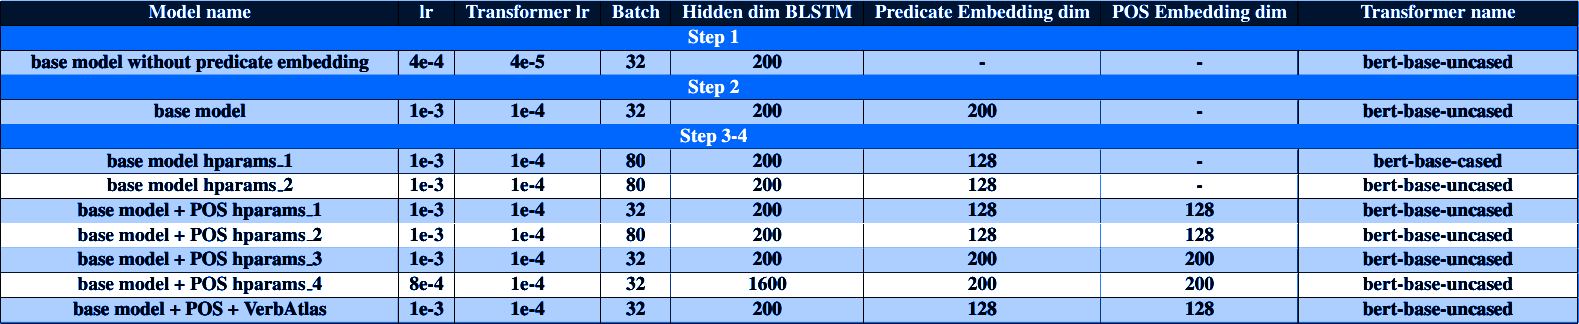 Model name lr Transformer lr Batch Hidden dim BLSTM Predicate Embedding dim POS Embedding dim Transformer name
Step 1
base model without predicate embedding 4e-4 4e-5 32 200 - - bert-base-uncased
Step 2
base model 1e-3 1e-4 32 200 200 - bert-base-uncased
Step 3-4
base model hparams_1 1e-3 1e-4 80 200 128 - bert-base-cased
base model hparams_2 1e-3 1e-4 80 200 128 - bert-base-uncased
base model + POS hparams_1 1e-3 1e-4 32 200 128 128 bert-base-uncased
base model + POS hparams_2 1e-3 1e-4 80 200 128 128 bert-base-uncased
base model + POS hparams_3 1e-3 1e-4 32 200 200 200 bert-base-uncased
base model + POS hparams_4 8e-4 1e-4 32 1600 200 200 bert-base-uncased
base model + POS + VerbAtlas 1e-3 1e-4 32 200 128 128 bert-base-uncased